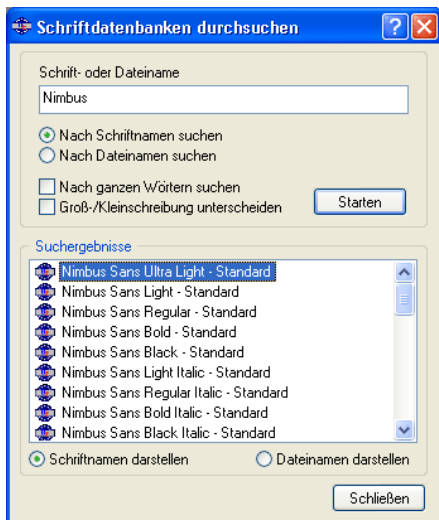 Schriftdatenbanken durchsuchen
Schrift- oder Dateiname
Nimbus
Nach Schriftnamen suchen
Nach Dateinamen suchen
Nach ganzen Wörtern suchen
Groß-/Kleinschreibung unterscheiden
Starten
Suchergebnisse
Nimbus Sans Ultra Light - Standard
Nimbus Sans Light - Standard
Nimbus Sans Regular - Standard
Nimbus Sans Bold - Standard
Nimbus Sans Black - Standard
Nimbus Sans Light Italic - Standard
Nimbus Sans Regular Italic - Standard
Nimbus Sans Bold Italic - Standard
Nimbus Sans Black Italic - Standard
Schriftnamen darstellen Dateinamen darstellen
Schließen